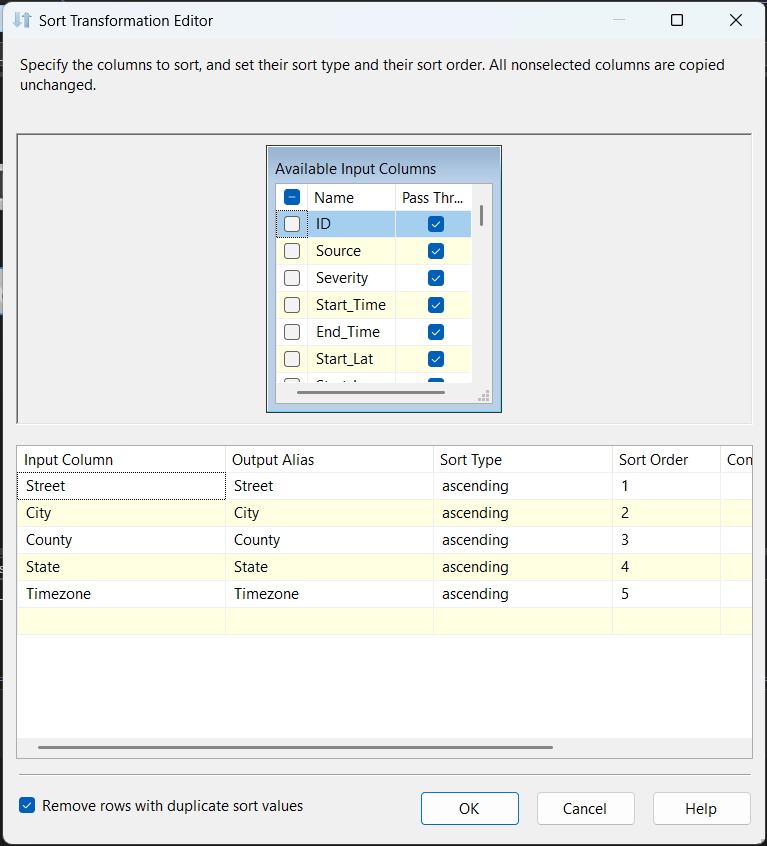 Sort Transformation Editor
Specify the columns to sort, and set their sort type and their sort order. All nonselected columns are copied
unchanged.
Available Input Columns
Name Pass Thr...
ID
Source
Severity
Start_Time
End_Time
Start_Lat
Input Column Output Alias Sort Type Sort Order Con
Street Street ascending 1
City City ascending 2
County County ascending 3
State State ascending 4
Timezone Timezone ascending 5
Remove rows with duplicate sort values OK Cancel Help